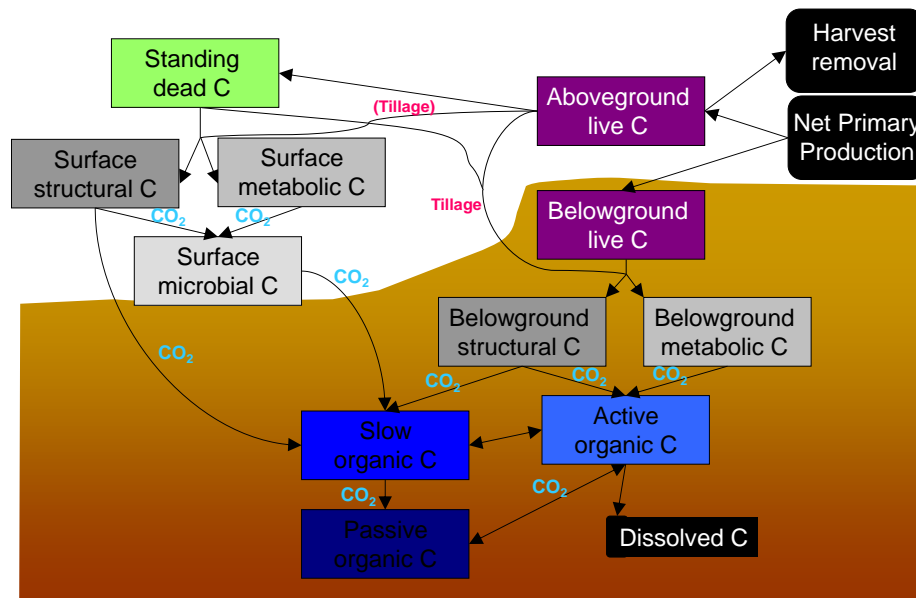 Harvest
removal
Standing
dead C
Aboveground
live C
(Tillage)
Net Primary
Production
Surface
structural C
Surface
metabolic C
Tillage
Belowground
live C
CO₂
CO₂
Surface
microbial C
CO₂
Belowground
structural C
Belowground
metabolic C
CO₂
CO₂
CO₂
CO₂
Slow
organic C
Active
organic C
CO₂
CO₂
Passive
organic C
Dissolved C